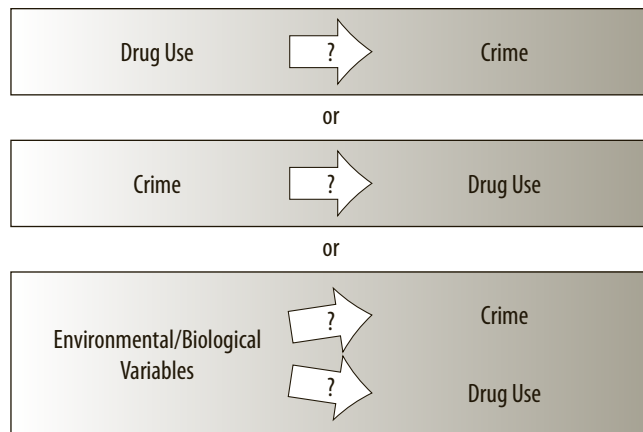 Drug Use ? Crime
or
Crime ? Drug Use
or
Environmental/Biological
Variables
? Crime
? Drug Use